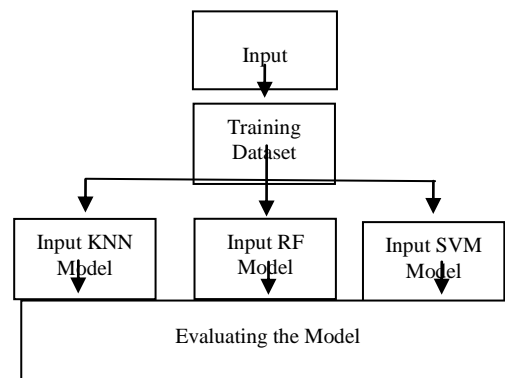 Input
Training
Dataset
Input KNN
Model
Input RF
Model
Input SVM
Model
Evaluating the Model